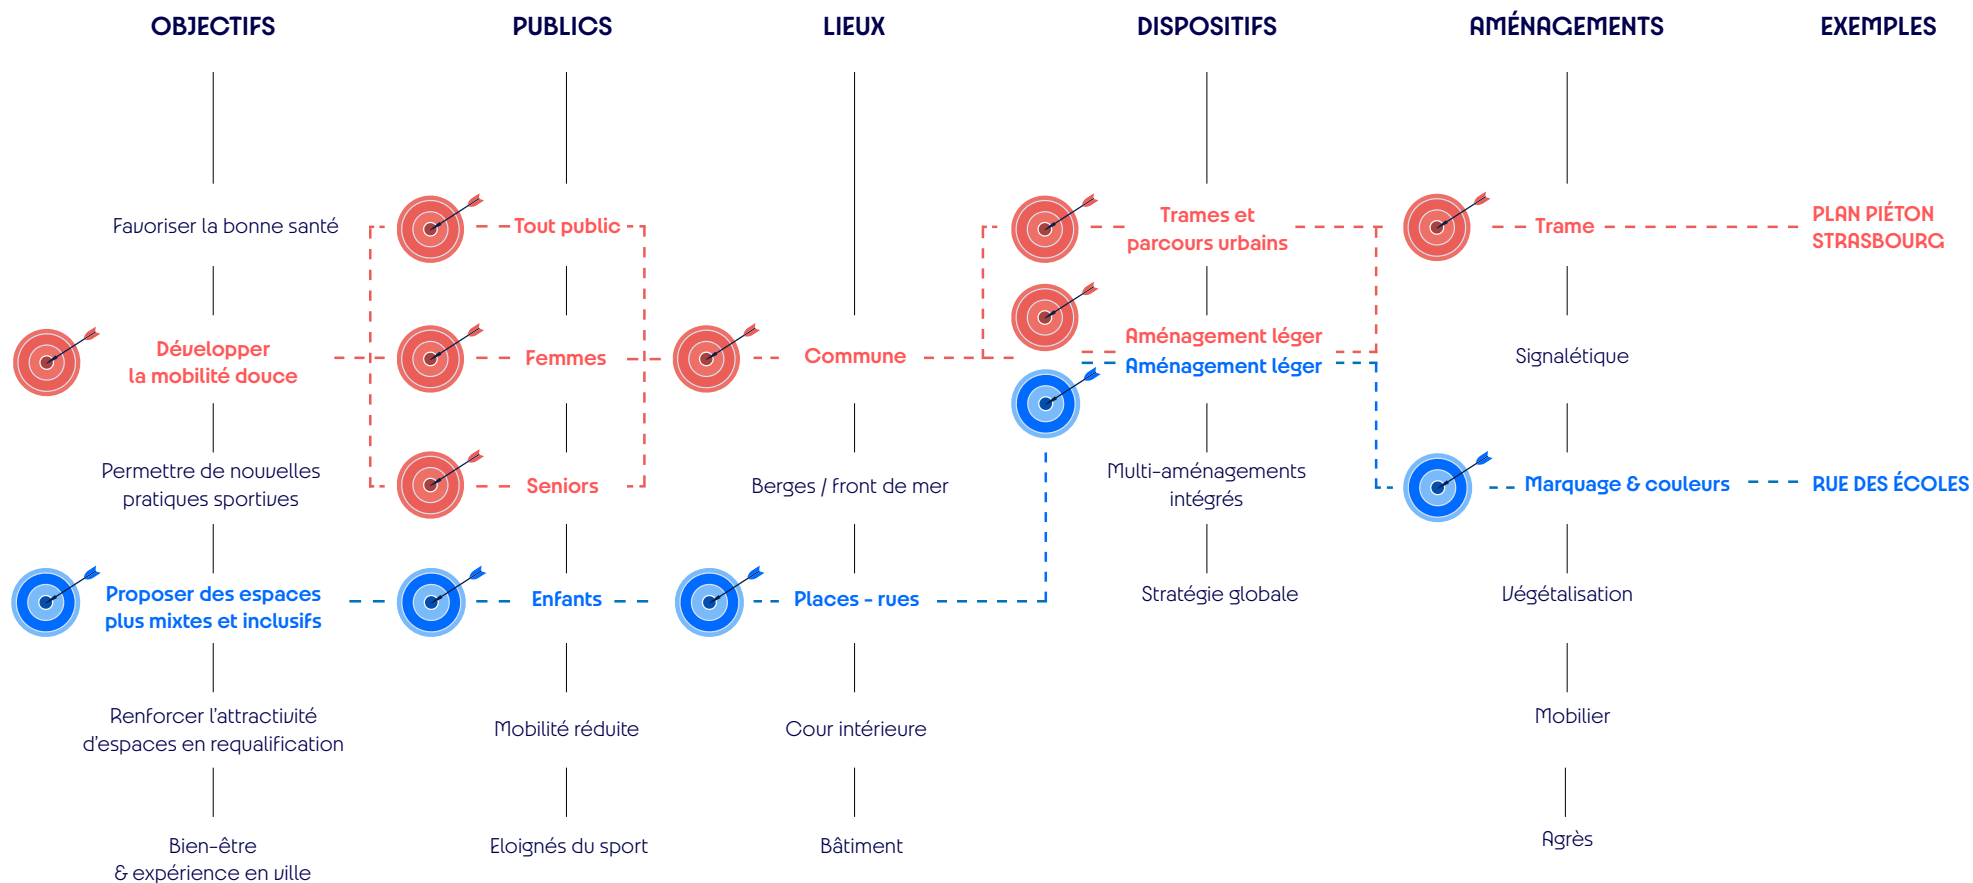 OBJECTIFS
PUBLICS
LIEUX
DISPOSITIFS
AMÉNAGEMENTS
EXEMPLES
Favoriser la bonne santé
Tout public
Trames et
parcours urbains
Trame
PLAN PIÉTON
STRASBOURG
Développer
la mobilité douce
Femmes
Commune
Aménagement léger
Aménagement léger
Signalétique
Permettre de nouvelles
pratiques sportives
Seniors
Berges / front de mer
Multi-aménagements
intégrés
Marquage & couleurs
RUE DES ÉCOLES
Proposer des espaces
plus mixtes et inclusifs
Enfants
Places - rues
Stratégie globale
Végétalisation
Renforcer l'attractivité
d'espaces en requalification
Mobilité réduite
Cour intérieure
Mobilier
Bien-être
& expérience en ville
Eloignés du sport
Bâtiment
Agrès